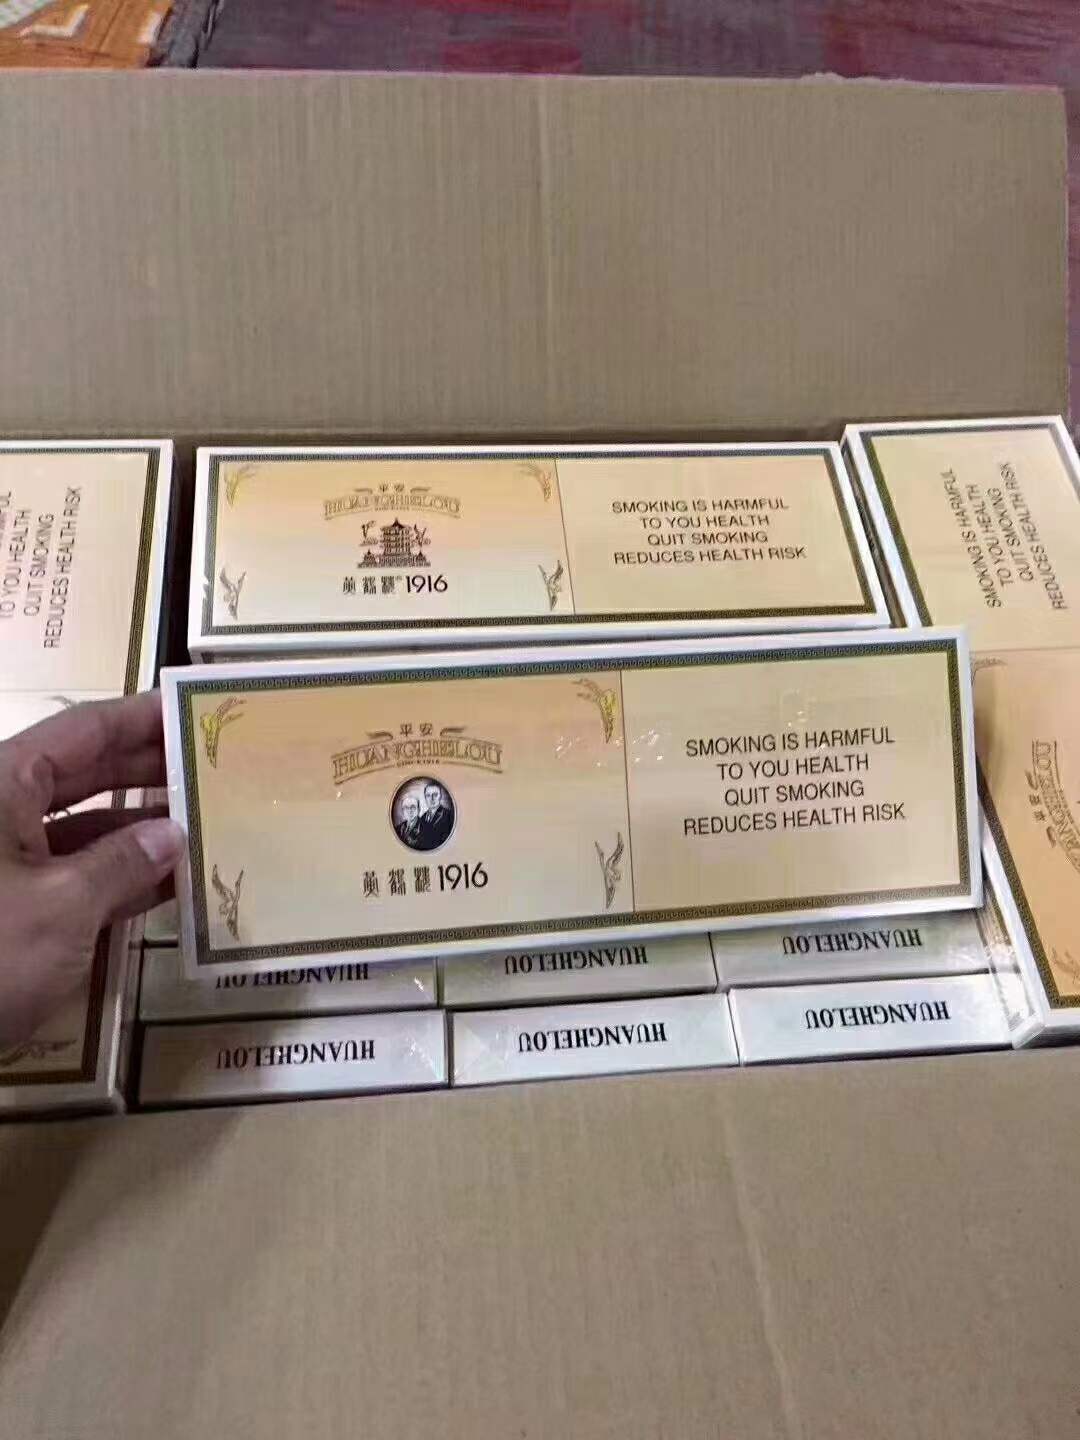 平安
HUANGHELOU
黄鹤楼 1916
SMOKING IS HARMFUL
TO YOU HEALTH
QUIT SMOKING
REDUCES HEALTH RISK
SMOKING IS HARMFUL
TO YOU HEALTH
QUIT SMOKING
REDUCES HEALTH RISK
TO YOU HEALTH
QUIT SMOKING
REDUCES HEALTH RISK
平安
HUANGHELOU
黄鹤楼 1916
SMOKING IS HARMFUL
TO YOU HEALTH
QUIT SMOKING
REDUCES HEALTH RISK
平安
HUANGHELOU
HUANGHELOU
HUANGHELOU
HUANGHELOU
HUANGHELOU
HUANGHELOU